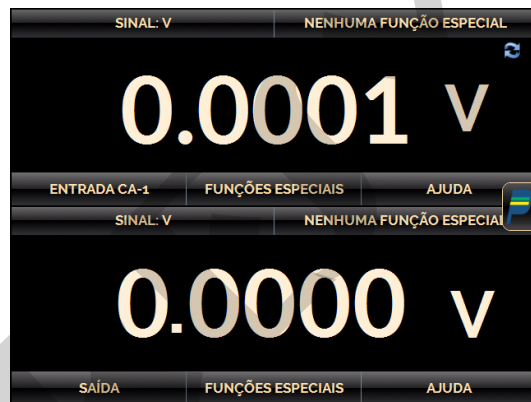 SINAL: V NENHUMA FUNÇÃO ESPECIAL
0.0001 V
ENTRADA CA-1 FUNÇÕES ESPECIAIS AJUDA
SINAL: V NENHUMA FUNÇÃO ESPECIAL
0.0000 V
SAÍDA FUNÇÕES ESPECIAIS AJUDA